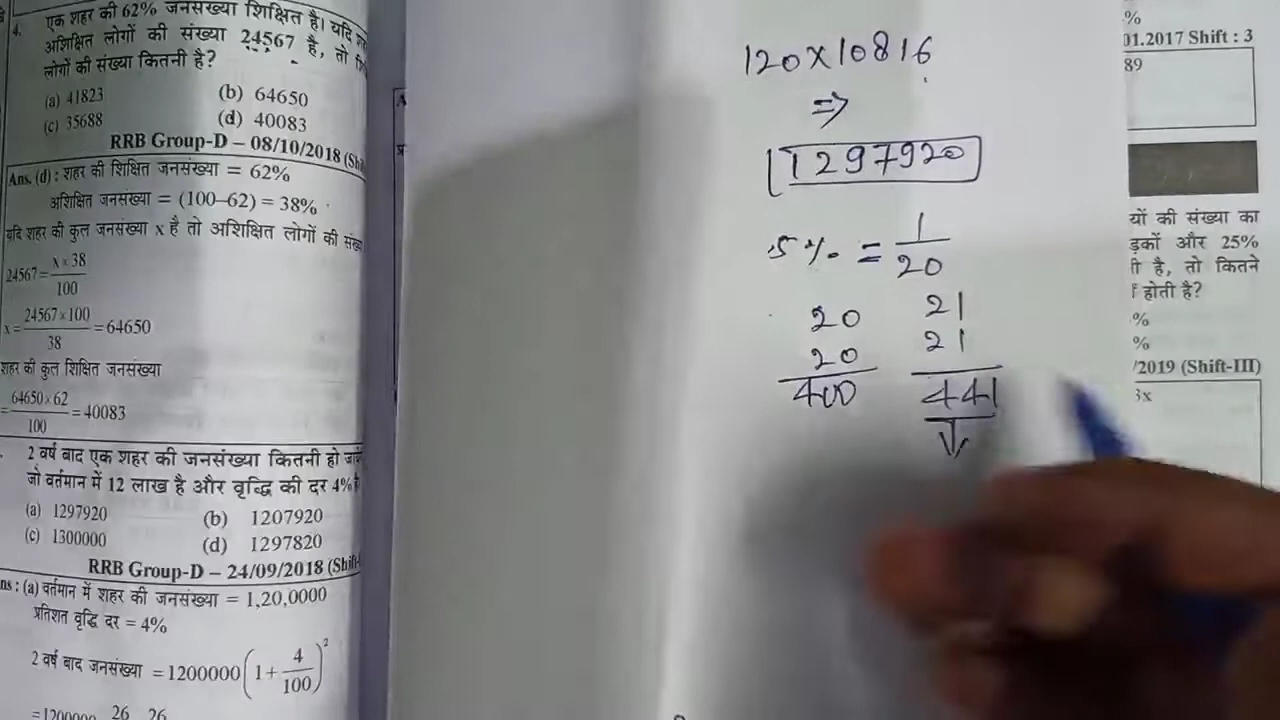 4. एक शहर की 62% जनसंख्या शिक्षित है। यदि
अशिक्षित लोगों की संख्या 24567 है, तो
लोगों की संख्या कितनी है?
(a) 41823 (b) 64650
(c) 35688 (d) 40083
RRB Group-D – 08/10/2018
Ans. (d) : शहर की शिक्षित जनसंख्या = 62%
अशिक्षित जनसंख्या = (100–62) = 38%
यदि शहर की कुल जनसंख्या x है तो अशिक्षित लोगों की
24567 = x × 38
100
x = 24567 × 100 = 64650
38
शहर की कुल शिक्षित जनसंख्या
= 64650 × 62 = 40083
100
2 वर्ष बाद एक शहर की जनसंख्या कितनी हो
जो वर्तमान में 12 लाख है और वृद्धि की दर 4%
(a) 1297920 (b) 1207920
(c) 1300000 (d) 1297820
RRB Group-D – 24/09/2018
(a) वर्तमान में शहर की जनसंख्या = 1,20,0000
प्रतिशत वृद्धि दर = 4%
2 वर्ष बाद जनसंख्या = 1200000 (1 + 4/100)²
=1200000 26 26
120×10816
⇒
1297920
5% = 1
20
20 21
20 21
400 441
%
01.2017 Shift : 3
89
यों की संख्या का
ड़कों और 25%
है, तो कितने
होती है?
%
%
/2019 (Shift-III)
3x